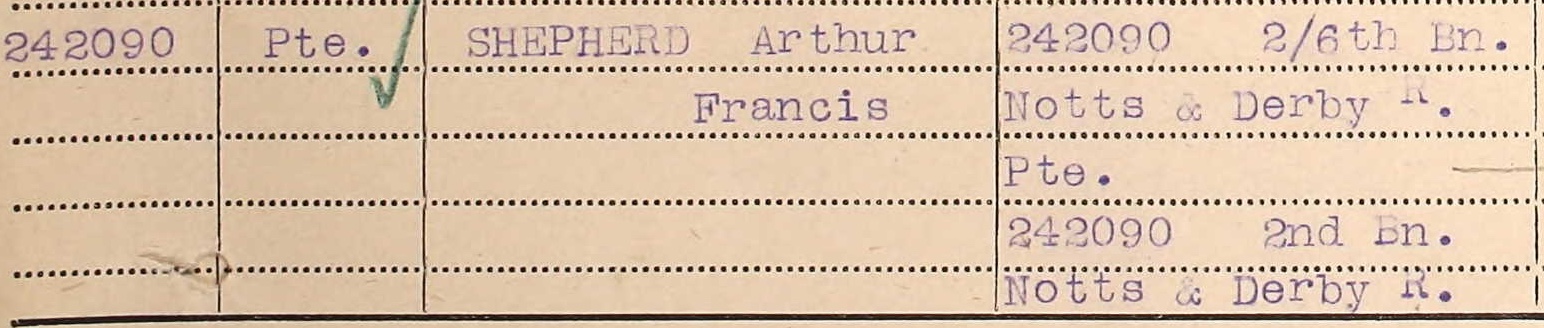 242090 Pte. SHEPHERD Arthur 242090 2/6th Bn.
Francis Notts & Derby R.
Pte.
242090 2nd Bn.
Notts & Derby R.